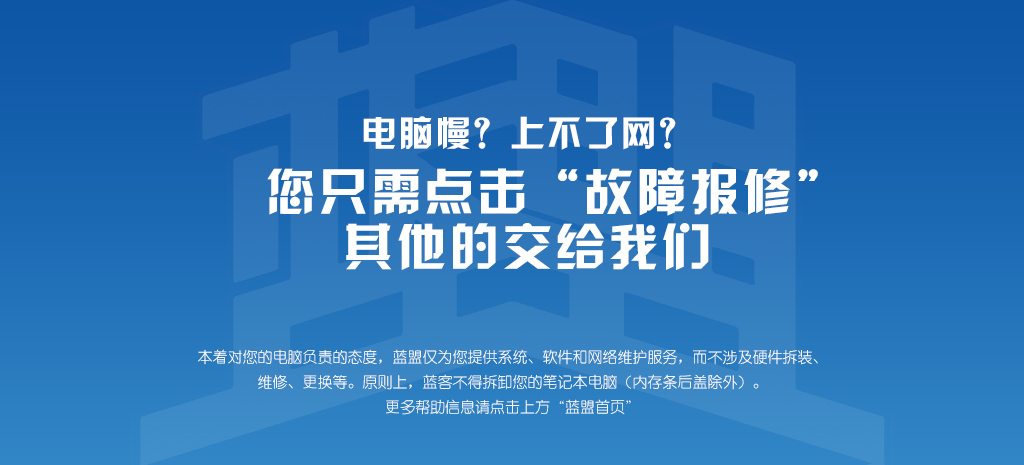 电脑慢？上不了网？
您只需点击“故障报修”
其他的交给我们
本着对您的电脑负责的态度，蓝盟仅为您提供系统、软件和网络维护服务，而不涉及硬件拆装、
维修、更换等。原则上，蓝客不得拆卸您的笔记本电脑（内存条后盖除外）。
更多帮助信息请点击上方“蓝盟首页”